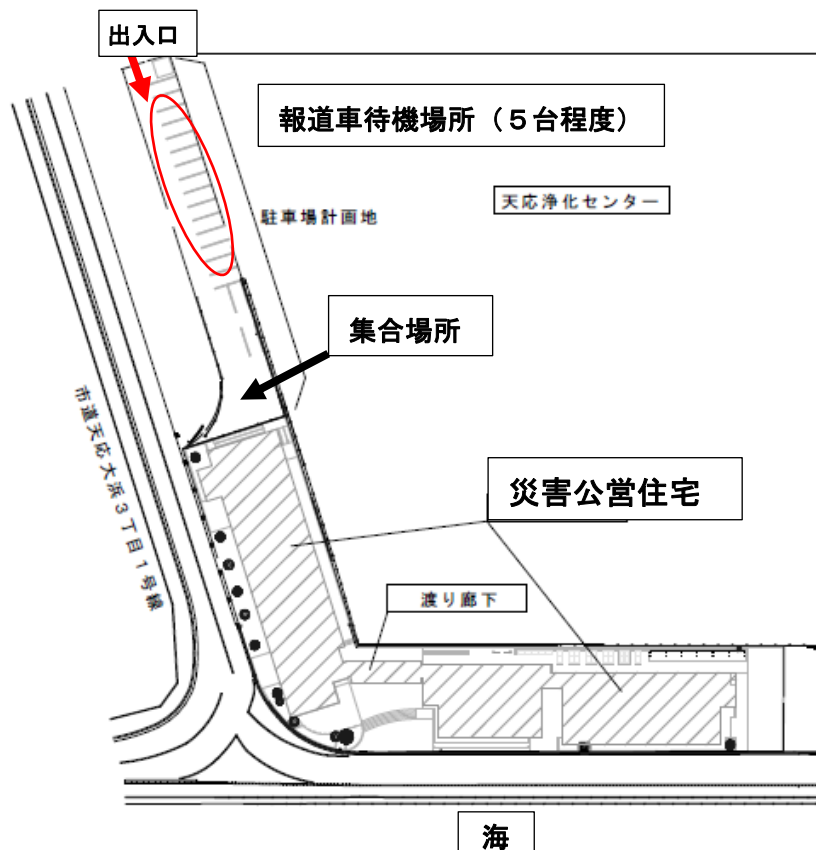 出入口
報道車待機場所（５台程度）
天応浄化センター
駐車場計画地
集合場所
市道天応大浜３丁目１号線
災害公営住宅
渡り廊下
海